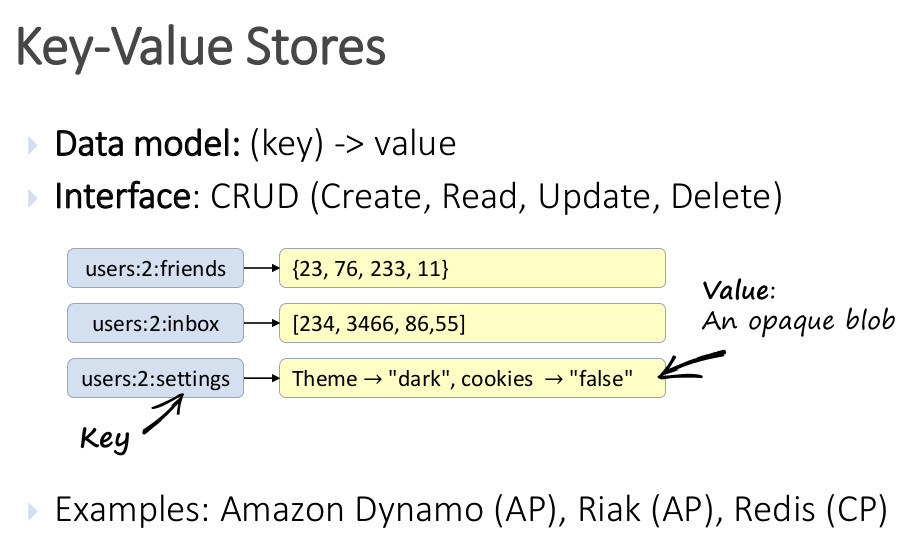 Key-Value Stores
Data model: (key) -> value
Interface: CRUD (Create, Read, Update, Delete)
users:2:friends {23, 76, 233, 11}
users:2:inbox [234, 3466, 86,55]
users:2:settings Theme → "dark", cookies → "false"
Value:
An opaque blob
Key
Examples: Amazon Dynamo (AP), Riak (AP), Redis (CP)